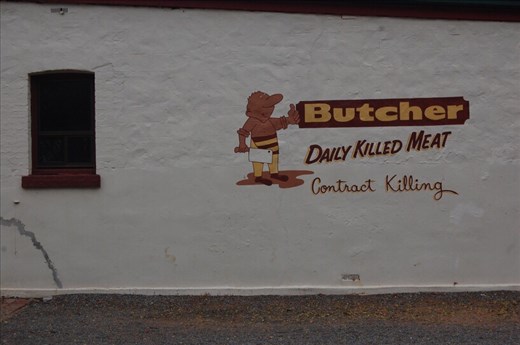 Butcher
DAILY KILLED MEAT
Contract Killing